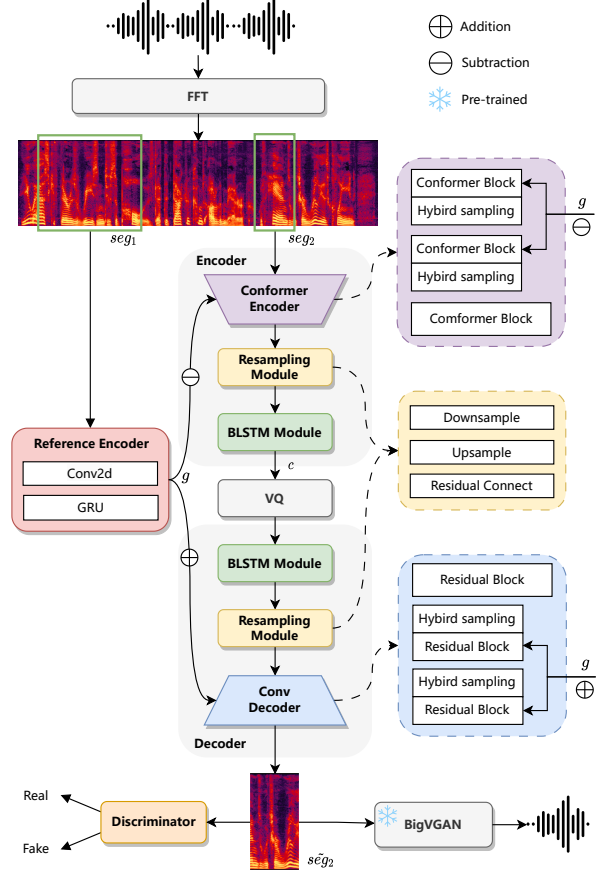 Addition
Subtraction
Pre-trained
FFT
seg₁
seg₂
Encoder
Conformer
Encoder
Conformer Block
Hybird sampling
Conformer Block
Hybird sampling
Comformer Block
g
Resampling
Module
BLSTM Module
c
Reference Encoder
Conv2d
GRU
g
VQ
Downsample
Upsample
Residual Connect
BLSTM Module
Resampling
Module
Conv
Decoder
Decoder
Residual Block
Hybird sampling
Residual Block
Hybird sampling
Residual Block
g
Real
Fake
Discriminator
sẽg₂
BigVGAN